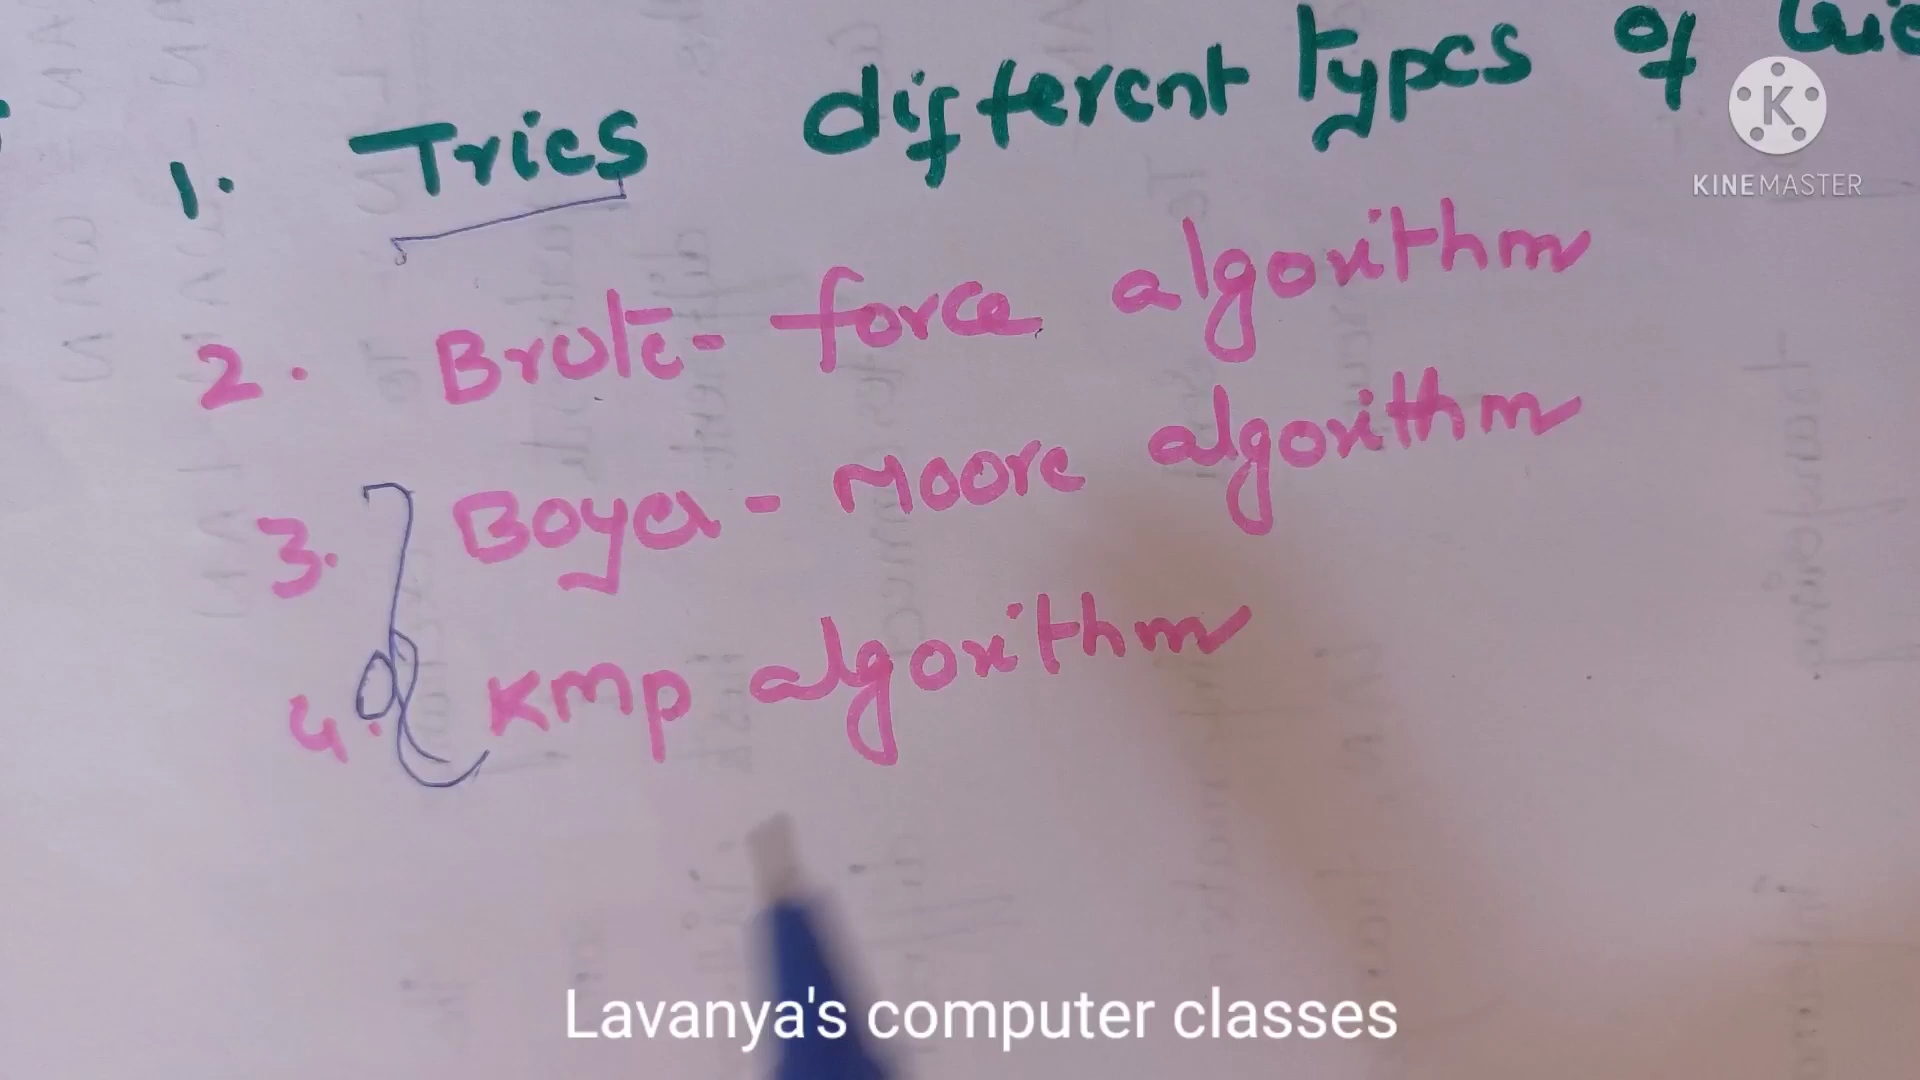 1. Tries different types of
KINEMASTER
2. Brute-force algorithm
3. Boyer-Moore algorithm
4. KMP algorithm
Lavanya's computer classes